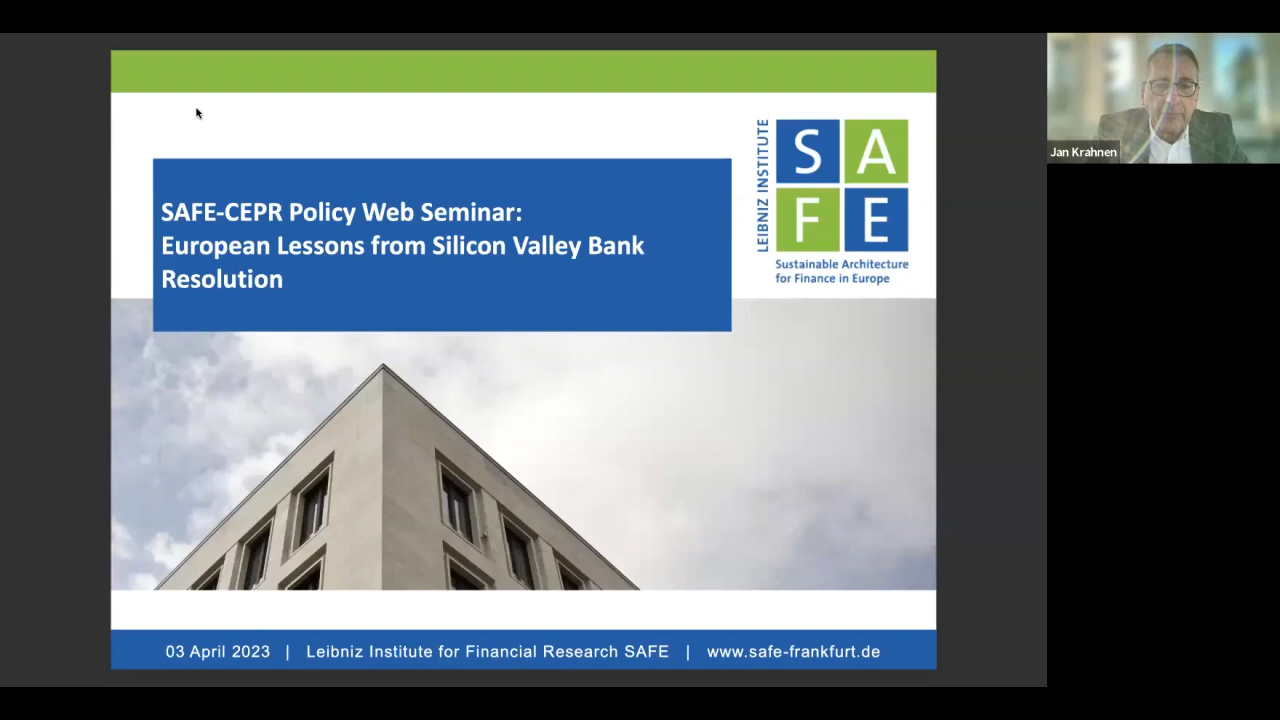 SAFE-CEPR Policy Web Seminar:
European Lessons from Silicon Valley Bank
Resolution
LEIBNIZ INSTITUTE
S A
F E
Sustainable Architecture
for Finance in Europe
Jan Krahnen
03 April 2023 | Leibniz Institute for Financial Research SAFE | www.safe-frankfurt.de